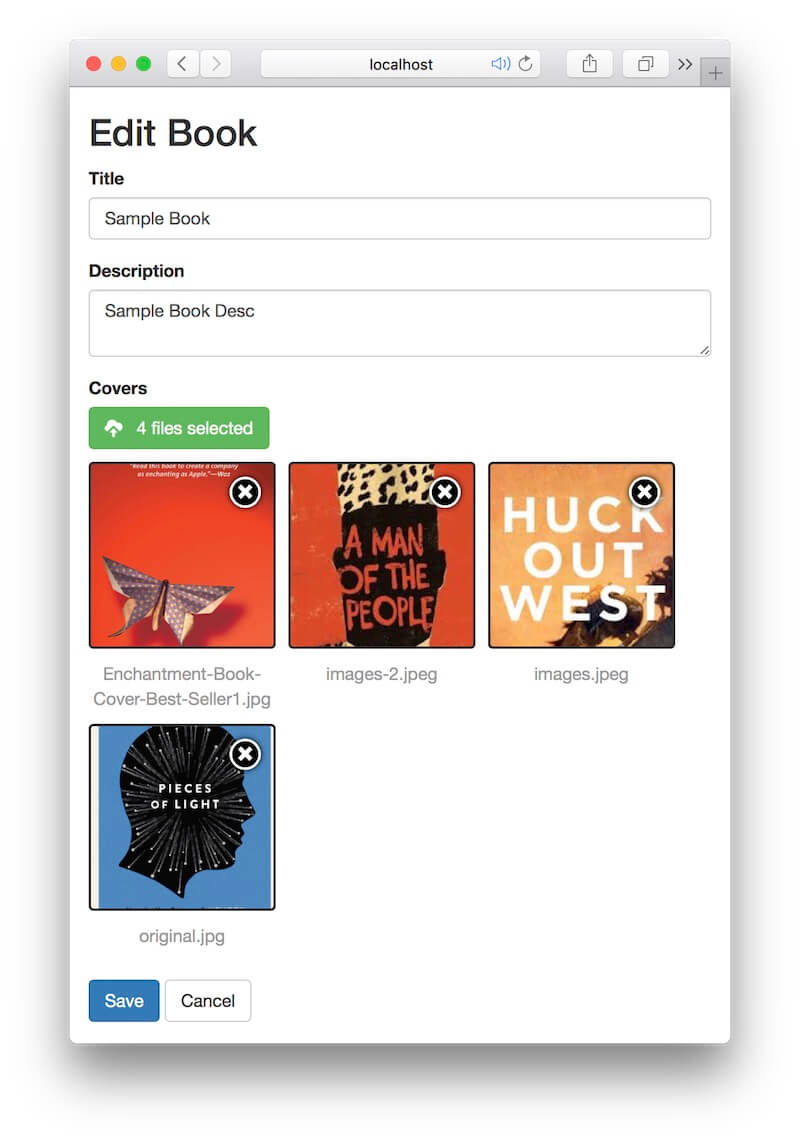 localhost
Edit Book
Title
Sample Book
Description
Sample Book Desc
Covers
4 files selected
"Read this book to create a company
as enchanting as Apple."—Woz
A MAN
OF THE
PEOPLE
HUCK
OUT
WEST
Enchantment-Book-
Cover-Best-Seller1.jpg
images-2.jpeg
images.jpeg
PIECES
OF LIGHT
original.jpg
Save
Cancel